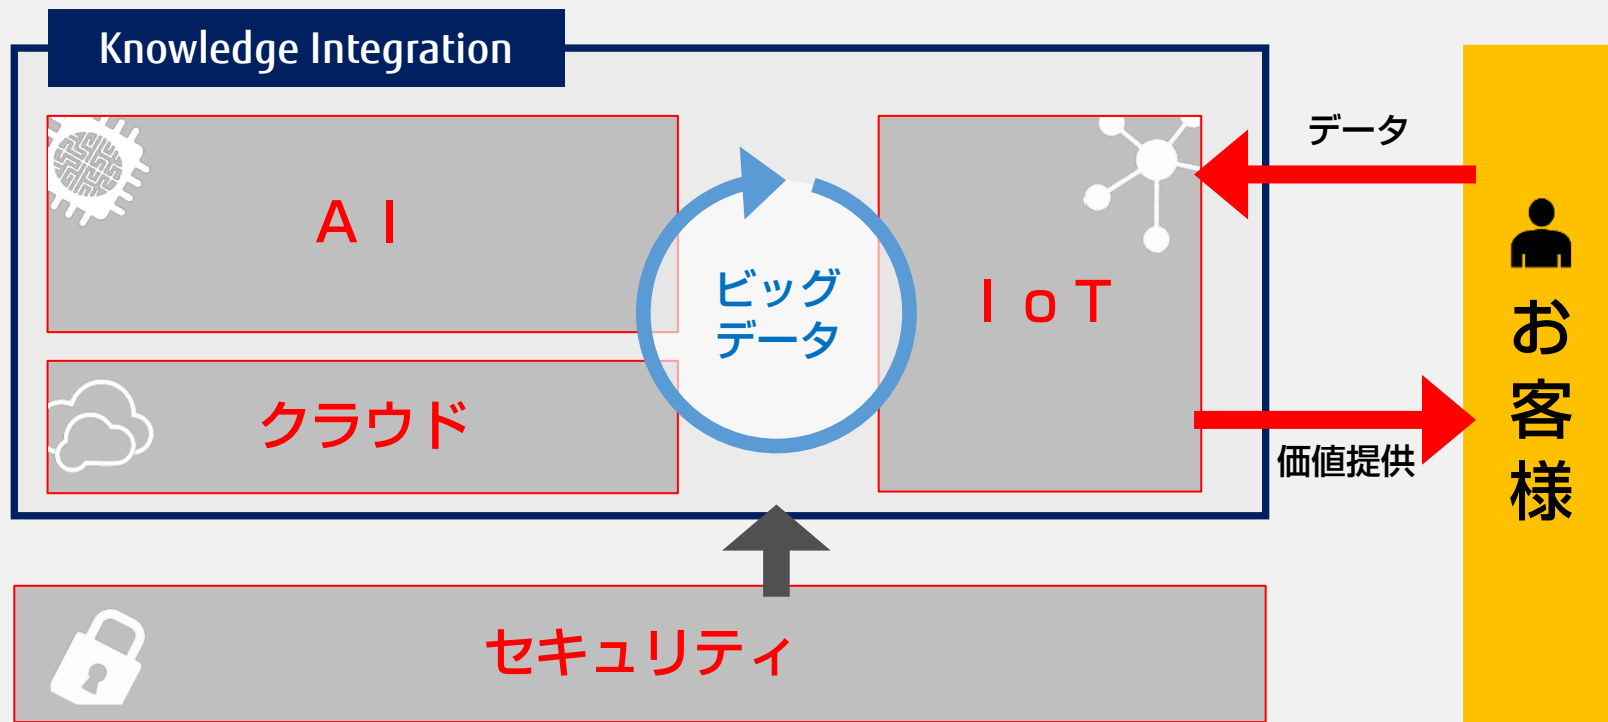 Knowledge Integration
ＡＩ
クラウド
ビッグ
データ
ＩｏＴ
データ
価値提供
お客様
セキュリティ